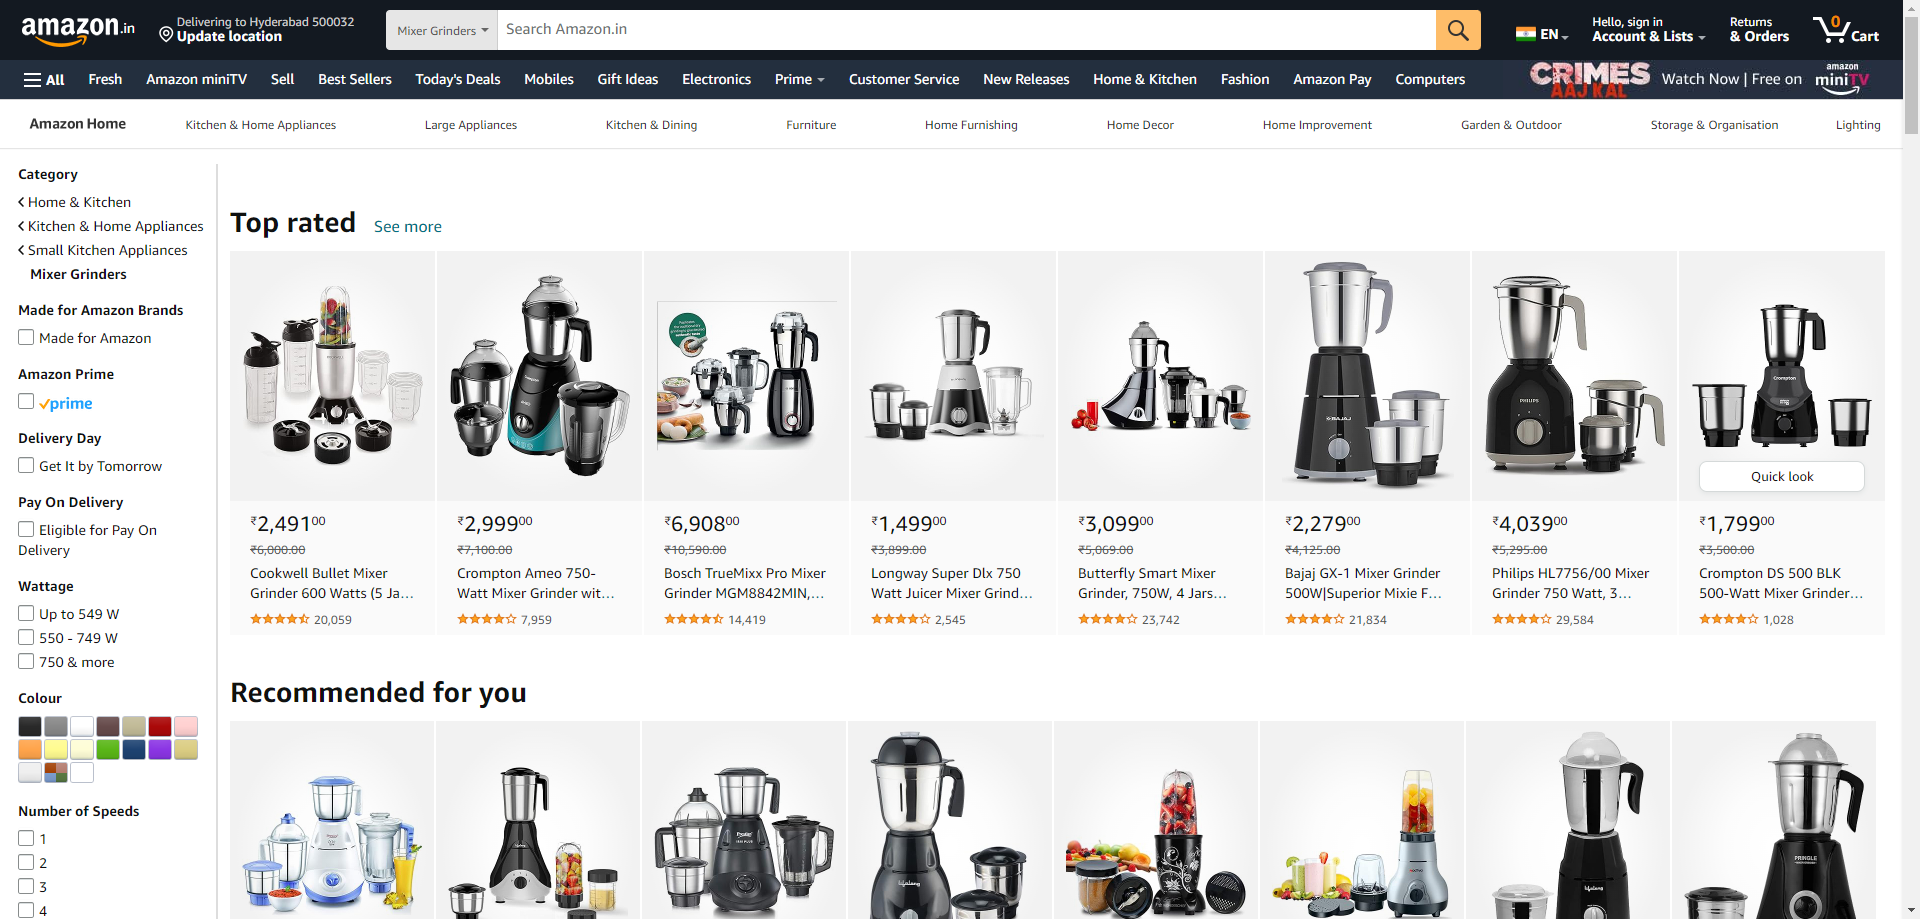 amazon.in
Delivering to Hyderabad 500032
Update location
Mixer Grinders
Search Amazon.in
EN
Hello, sign in
Account & Lists
Returns
& Orders
0
Cart
All
Fresh
Amazon miniTV
Sell
Best Sellers
Today's Deals
Mobiles
Gift Ideas
Electronics
Prime
Customer Service
New Releases
Home & Kitchen
Fashion
Amazon Pay
Computers
CRIMES
AAJ KAL
Watch Now | Free on
amazon
miniTV
Amazon Home
Kitchen & Home Appliances
Large Appliances
Kitchen & Dining
Furniture
Home Furnishing
Home Decor
Home Improvement
Garden & Outdoor
Storage & Organisation
Lighting
Category
Home & Kitchen
Kitchen & Home Appliances
Small Kitchen Appliances
Mixer Grinders
Made for Amazon Brands
Made for Amazon
Amazon Prime
prime
Delivery Day
Get It by Tomorrow
Pay On Delivery
Eligible for Pay On
Delivery
Wattage
Up to 549 W
550 - 749 W
750 & more
Colour
Number of Speeds
1
2
3
4
Top rated
See more
₹2,49100
₹6,000.00
Cookwell Bullet Mixer
Grinder 600 Watts (5 Ja...
20,059
₹2,99900
₹7,100.00
Crompton Ameo 750-
Watt Mixer Grinder wit...
7,959
₹6,90800
₹10,590.00
Bosch TrueMixx Pro Mixer
Grinder MGM8842MIN,...
14,419
₹1,49900
₹3,899.00
Longway Super Dlx 750
Watt Juicer Mixer Grind...
2,545
₹3,09900
₹5,069.00
Butterfly Smart Mixer
Grinder, 750W, 4 Jars...
23,742
BAJAJ
₹2,27900
₹4,125.00
Bajaj GX-1 Mixer Grinder
500W|Superior Mixie F...
21,834
PHILIPS
₹4,03900
₹5,295.00
Philips HL7756/00 Mixer
Grinder 750 Watt, 3...
29,584
Crompton
Quick look
₹1,79900
₹3,500.00
Crompton DS 500 BLK
500-Watt Mixer Grinder...
1,028
Recommended for you
PRINGLE